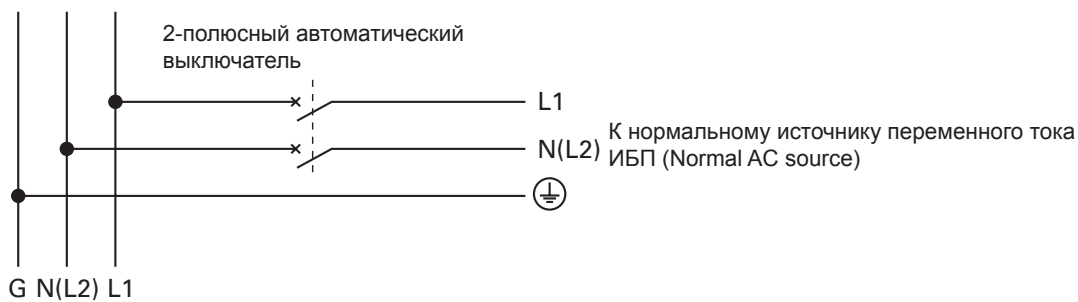 2-полюсный автоматический
выключатель
L1
N(L2)
К нормальному источнику переменного тока
ИБП (Normal AC source)
G N(L2) L1